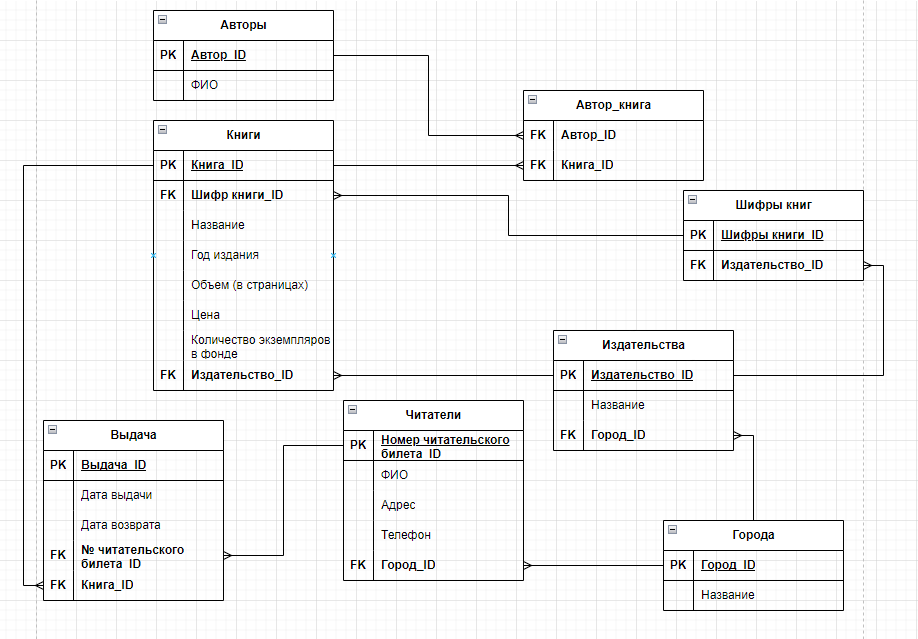 Авторы
PK Автор_ID
ФИО
Автор_книга
FK Автор_ID
FK Книга_ID
Книги
PK Книга_ID
FK Шифр книги_ID
Название
Год издания
Объем (в страницах)
Цена
Количество экземпляров
в фонде
FK Издательство_ID
Шифры книг
PK Шифры книги_ID
FK Издательство_ID
Издательства
PK Издательство_ID
Название
FK Город_ID
Читатели
PK Номер читательского
билета_ID
ФИО
Адрес
Телефон
FK Город_ID
Выдача
PK Выдача_ID
Дата выдачи
Дата возврата
FK № читательского
билета_ID
FK Книга_ID
Города
PK Город_ID
Название